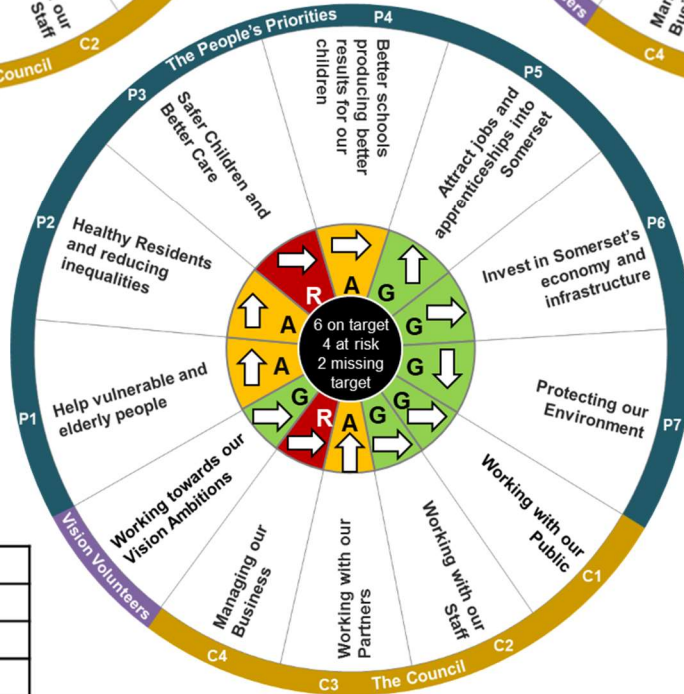 our
Staff
C2
Council
ers
C4
The People's Priorities
P4
Better schools
producing better
results for our
children
P5
Attract jobs and
apprenticeships into
Somerset
P6
Invest in Somerset's
economy and
infrastructure
P7
Protecting our
Environment
C1
Working with our
Public
C2
Working with our
Staff
The Council
C3
Working with our
Partners
C4
Managing our
Business
Vision Volunteers
Working towards our
Vision Ambitions
P1
Help vulnerable and
elderly people
P2
Healthy Residents
and reducing
inequalities
P3
Safer Children and
Better Care
A
G
G
G
G
G
A
R
G
A
A
R
6 on target
4 at risk
2 missing
target